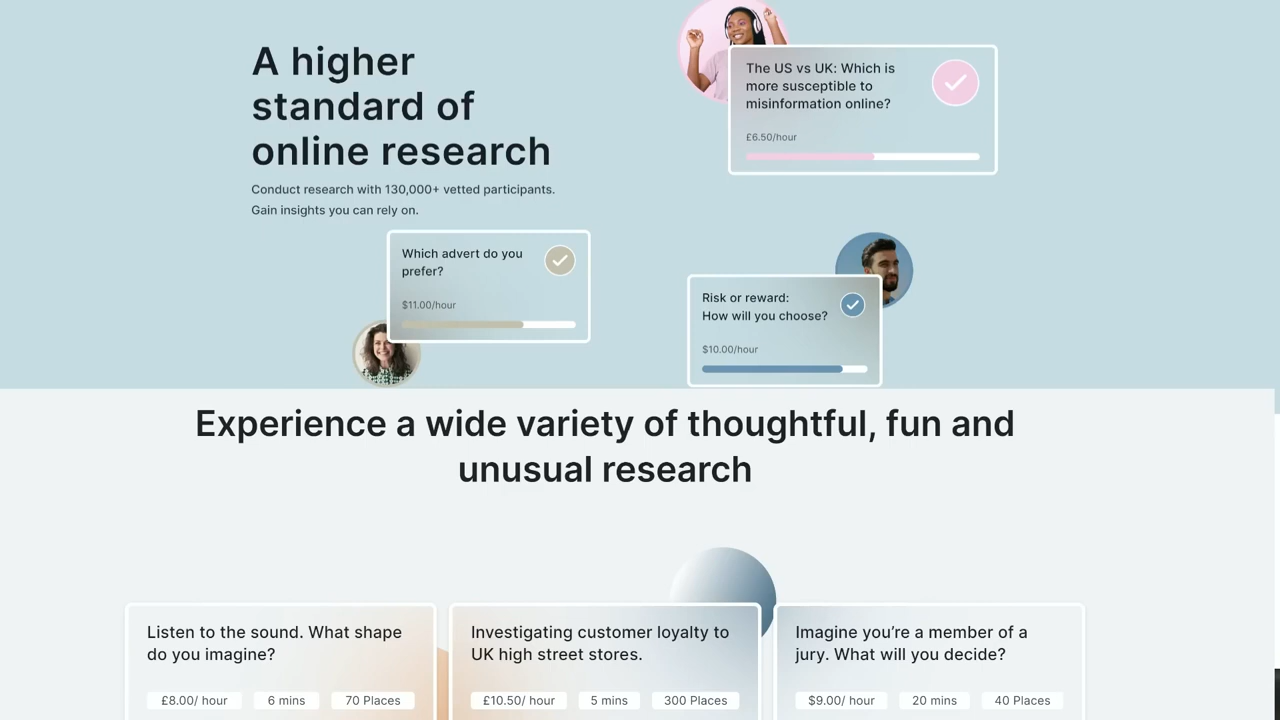 A higher
standard of
online research
Conduct research with 130,000+ vetted participants.
Gain insights you can rely on.
The US vs UK: Which is
more susceptible to
misinformation online?
£6.50/hour
Which advert do you
prefer?
$11.00/hour
Risk or reward:
How will you choose?
$10.00/hour
Experience a wide variety of thoughtful, fun and
unusual research
Listen to the sound. What shape
do you imagine?
£8.00/ hour 6 mins 70 Places
Investigating customer loyalty to
UK high street stores.
£10.50/ hour 5 mins 300 Places
Imagine you’re a member of a
jury. What will you decide?
$9.00/ hour 20 mins 40 Places